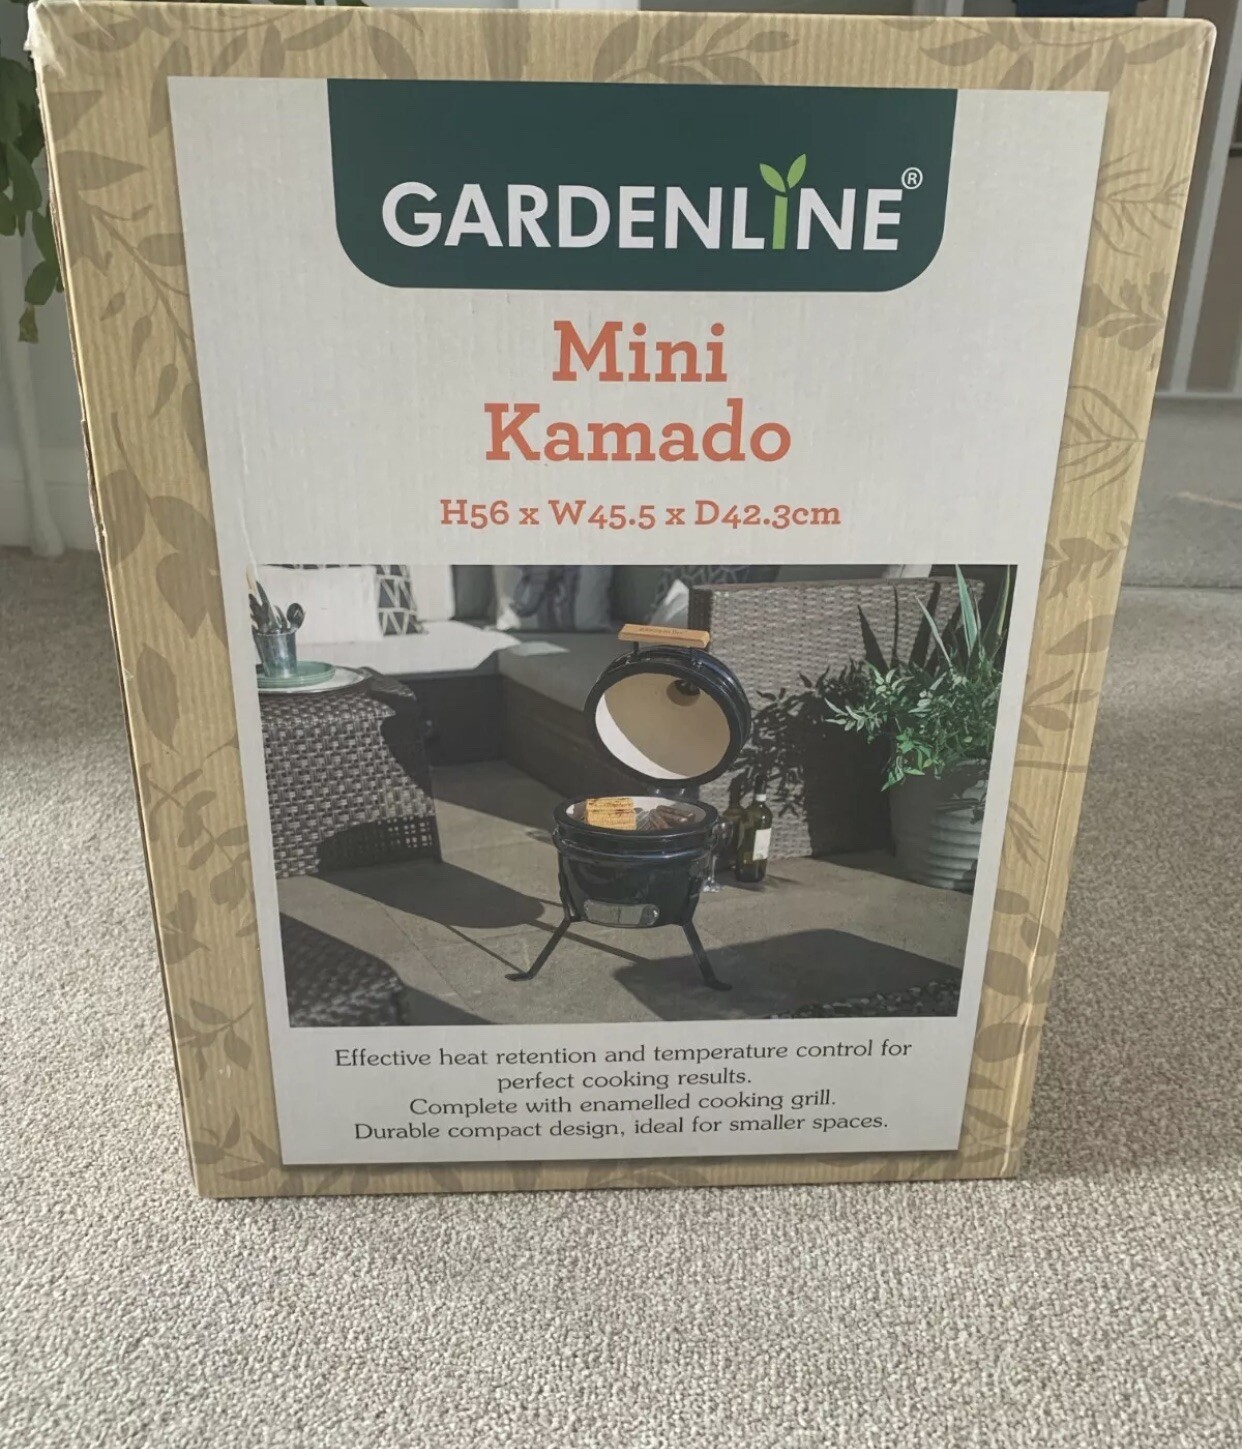 GARDENLINE®
Mini
Kamado
H56 x W45.5 x D42.3cm
Effective heat retention and temperature control for
perfect cooking results.
Complete with enamelled cooking grill.
Durable compact design, ideal for smaller spaces.